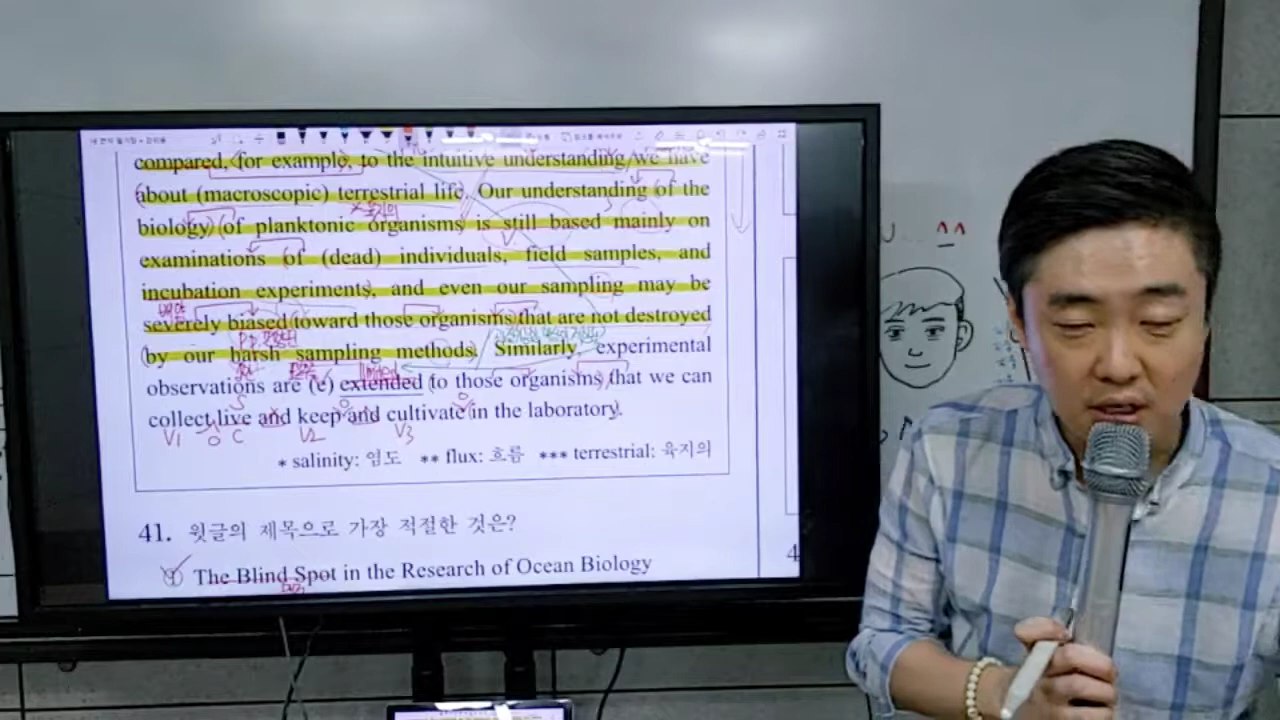 compared, for example, to the intuitive understanding we have
about (macroscopic) terrestrial life. Our understanding of the
biology of planktonic organisms is still based mainly on
examinations of (dead) individuals, field samples, and
incubation experiments, and even our sampling may be
severely biased toward those organisms that are not destroyed
by our harsh sampling methods. Similarly, experimental
limited
observations are (e) extended to those organisms that we can
S
collect live and keep and cultivate in the laboratory.
V1 O C V2 V3
* salinity: 염도 ** flux: 흐름 *** terrestrial: 육지의
41. 윗글의 제목으로 가장 적절한 것은?
① The Blind Spot in the Research of Ocean Biology
4